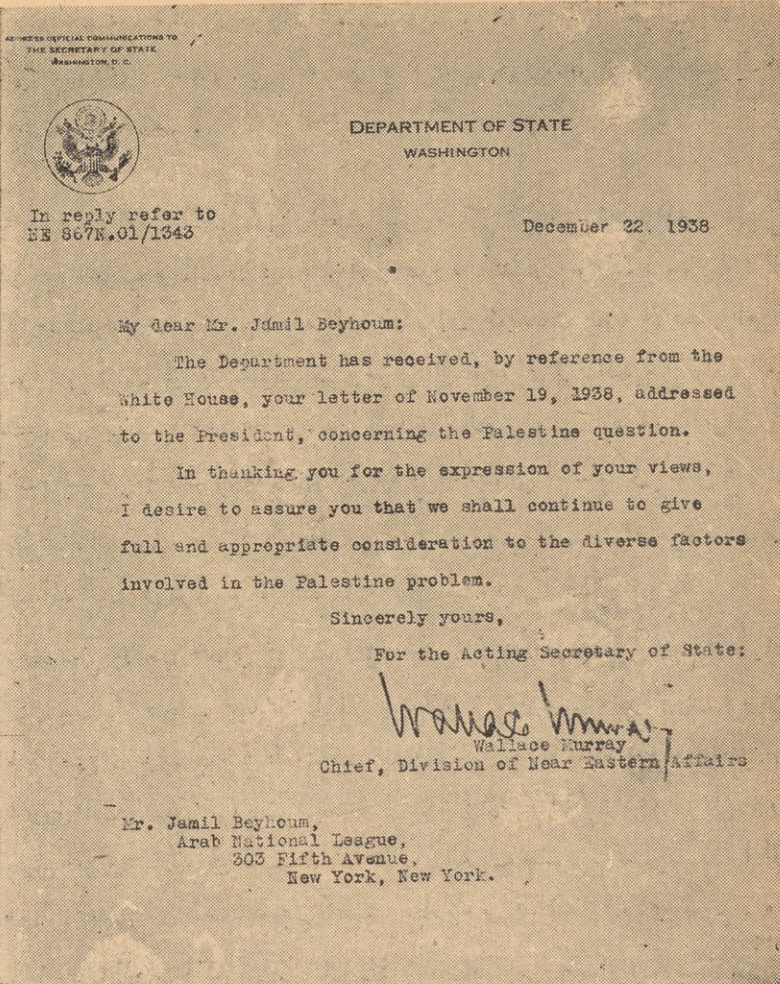 ADDRESS OFFICIAL COMMUNICATIONS TO
THE SECRETARY OF STATE
WASHINGTON, D. C.
DEPARTMENT OF STATE
WASHINGTON
In reply refer to
NE 867N.01/1343
December 22, 1938
My dear Mr. Jamil Beyhoum:
The Department has received, by reference from the
White House, your letter of November 19, 1938, addressed
to the President, concerning the Palestine question.
In thanking you for the expression of your views,
I desire to assure you that we shall continue to give
full and appropriate consideration to the diverse factors
involved in the Palestine problem.
Sincerely yours,
For the Acting Secretary of State:
Wallace Murray
Wallace Murray
Chief, Division of Near Eastern Affairs
Mr. Jamil Beyhoum,
Arab National League,
303 Fifth Avenue,
New York, New York.